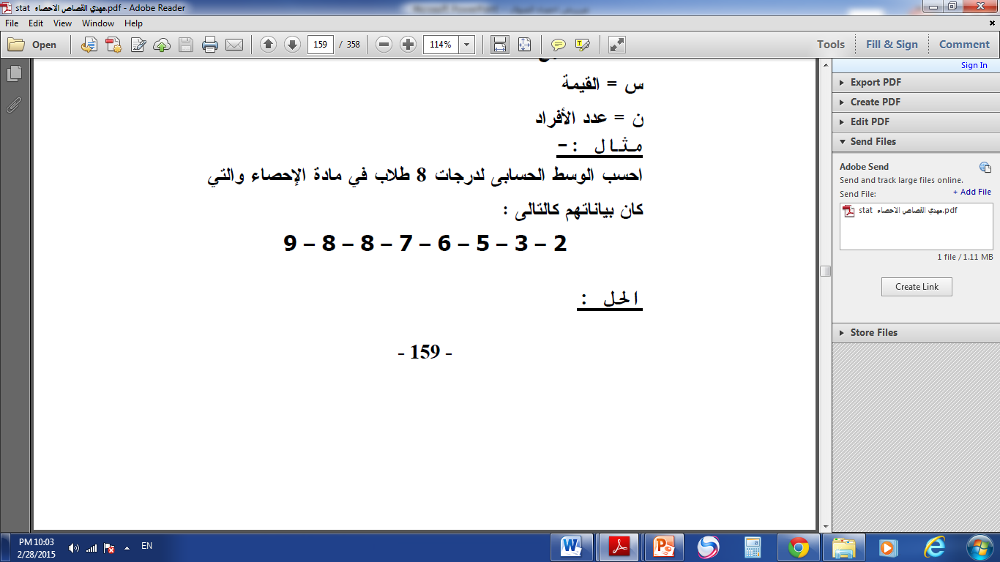 stat مهدي القصاص الاحصاء.pdf - Adobe Reader
File Edit View Window Help
Open 159 / 358 114% Tools Fill & Sign Comment
Sign In
س = القيمة
ن = عدد الأفراد
مثال :-
احسب الوسط الحسابى لدرجات 8 طلاب في مادة الإحصاء والتي
كان بياناتهم كالتالى :
9 – 8 – 8 – 7 – 6 – 5 – 3 – 2
الحل :
- 159 -
Export PDF
Create PDF
Edit PDF
Send Files
Adobe Send
Send and track large files online.
Send File:
+ Add File
stat مهدي القصاص الاحصاء.pdf
1 file / 1.11 MB
Create Link
Store Files
PM 10:03
2/28/2015
EN